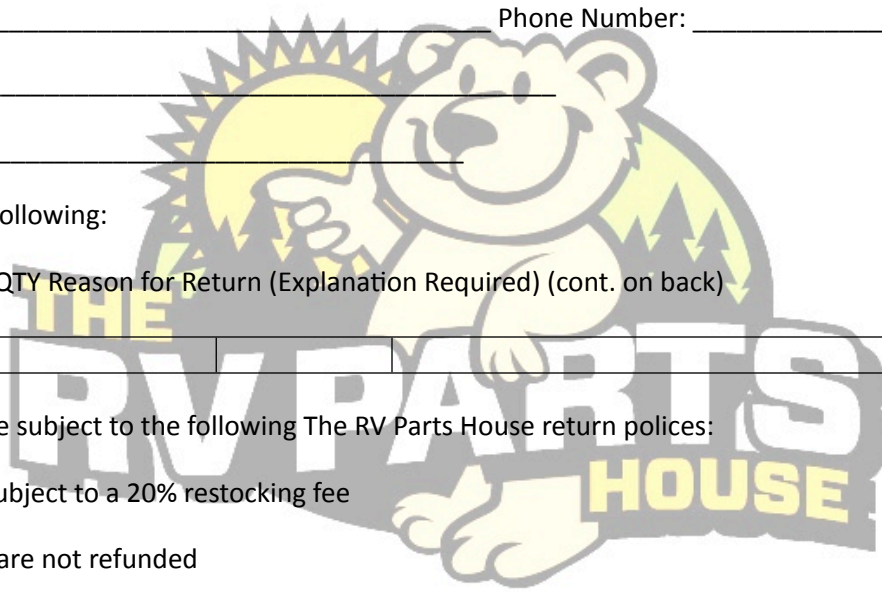 Phone Number:
ollowing:
QTY Reason for Return (Explanation Required) (cont. on back)
THE
RV PARTS
HOUSE
e subject to the following The RV Parts House return polices:
ubject to a 20% restocking fee
are not refunded